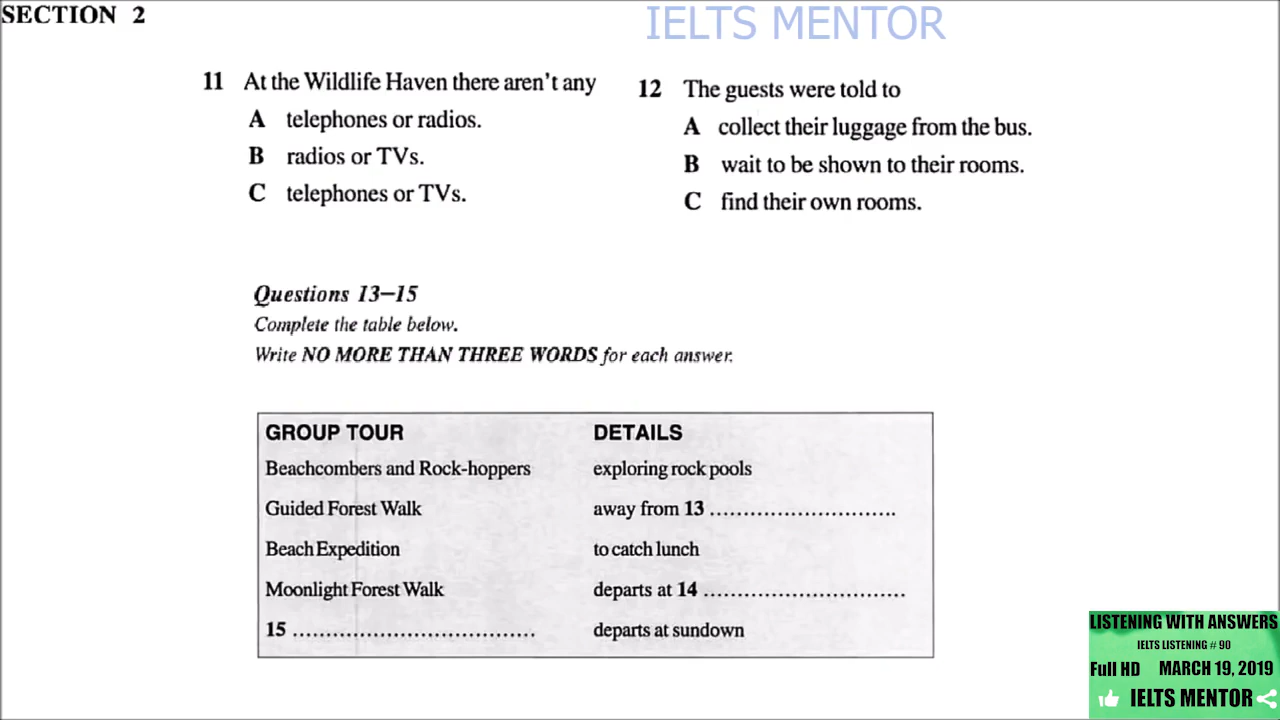 SECTION 2
IELTS MENTOR
11 At the Wildlife Haven there aren't any
A telephones or radios.
B radios or TVs.
C telephones or TVs.
12 The guests were told to
A collect their luggage from the bus.
B wait to be shown to their rooms.
C find their own rooms.
Questions 13–15
Complete the table below.
Write NO MORE THAN THREE WORDS for each answer.
GROUP TOUR DETAILS
Beachcombers and Rock-hoppers exploring rock pools
Guided Forest Walk away from 13 ............................
Beach Expedition to catch lunch
Moonlight Forest Walk departs at 14 ..............................
15 .................................... departs at sundown
LISTENING WITH ANSWERS
IELTS LISTENING # 90
Full HD MARCH 19, 2019
IELTS MENTOR